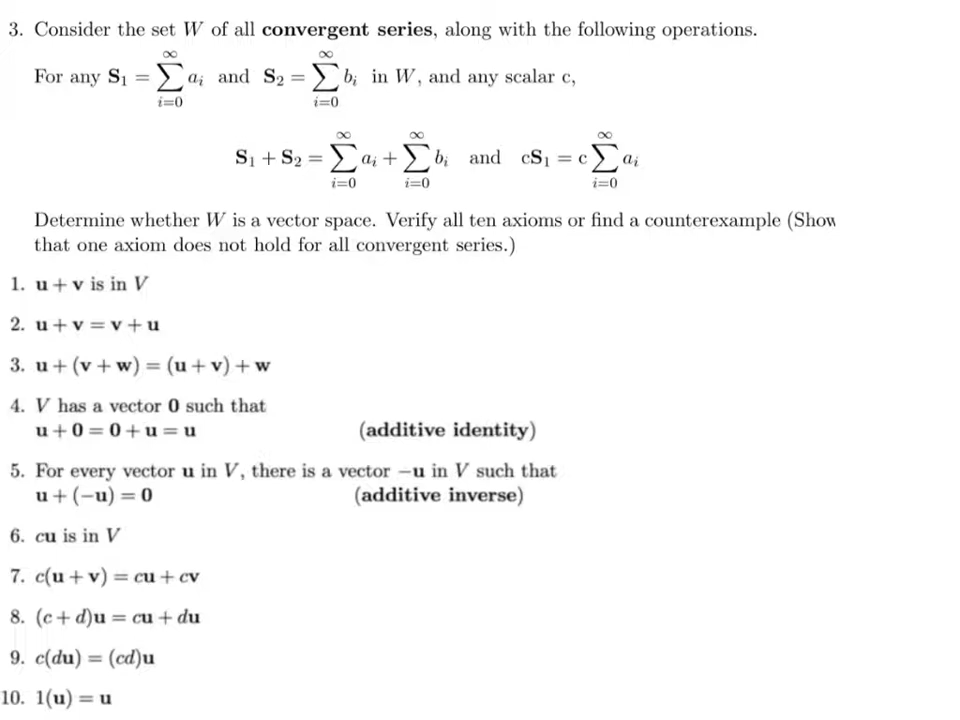 3. Consider the set W of all convergent series, along with the following operations.
For any S₁ = ∑_{i=0}^{∞} aᵢ and S₂ = ∑_{i=0}^{∞} bᵢ in W, and any scalar c,
S₁ + S₂ = ∑_{i=0}^{∞} aᵢ + ∑_{i=0}^{∞} bᵢ and cS₁ = c ∑_{i=0}^{∞} aᵢ
Determine whether W is a vector space. Verify all ten axioms or find a counterexample (Show
that one axiom does not hold for all convergent series.)
1. u + v is in V
2. u + v = v + u
3. u + (v + w) = (u + v) + w
4. V has a vector 0 such that
u + 0 = 0 + u = u (additive identity)
5. For every vector u in V, there is a vector −u in V such that
u + (−u) = 0 (additive inverse)
6. cu is in V
7. c(u + v) = cu + cv
8. (c + d)u = cu + du
9. c(du) = (cd)u
10. 1(u) = u